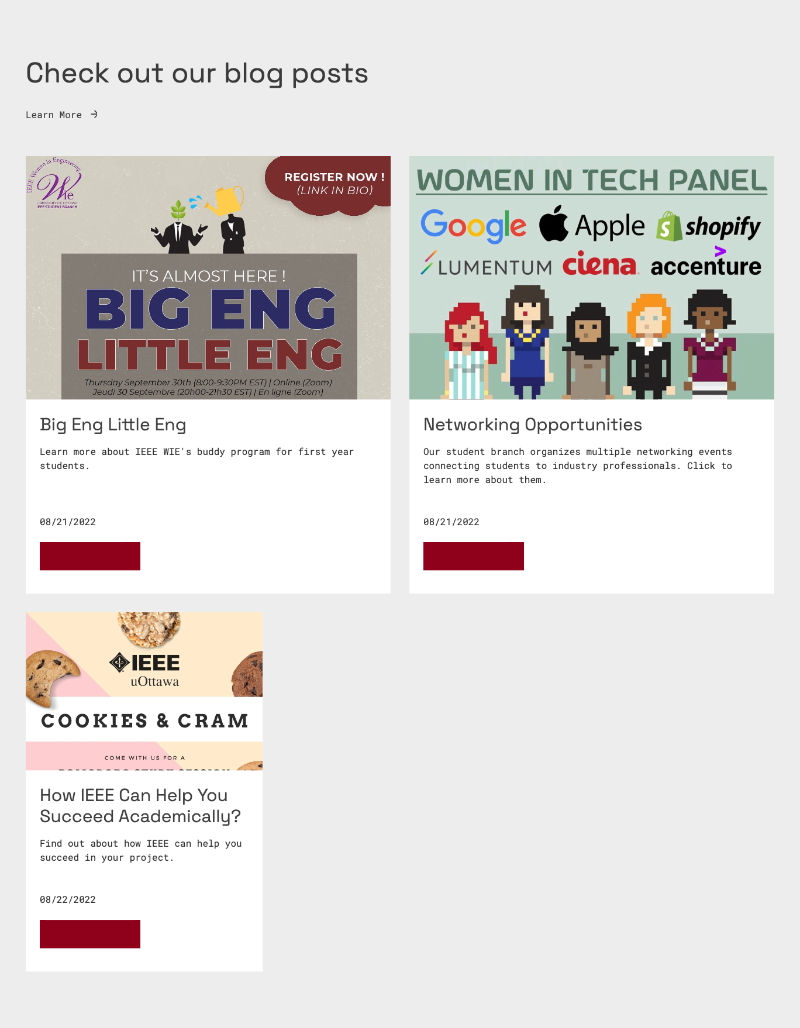 Check out our blog posts
Learn More
IEEE Women in Engineering
Wie
REGISTER NOW !
(LINK IN BIO)
IT'S ALMOST HERE !
BIG ENG
LITTLE ENG
Thursday September 30th (8:00-9:30PM EST) | Online (Zoom)
Jeudi 30 Septembre (20h00-21h30 EST) | En ligne (Zoom)
Big Eng Little Eng
Learn more about IEEE WIE's buddy program for first year
students.
08/21/2022
WOMEN IN TECH PANEL
Google Apple shopify
LUMENTUM ciena accenture
Networking Opportunities
Our student branch organizes multiple networking events
connecting students to industry professionals. Click to
learn more about them.
08/21/2022
IEEE
uOttawa
COOKIES & CRAM
COME WITH US FOR A
How IEEE Can Help You
Succeed Academically?
Find out about how IEEE can help you
succeed in your project.
08/22/2022